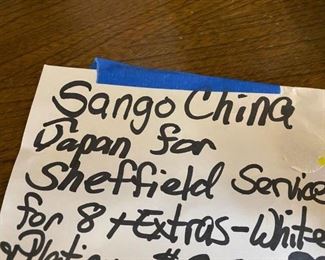 Sango China
Japan for
Sheffield Service
for 8 + Extras - White
$